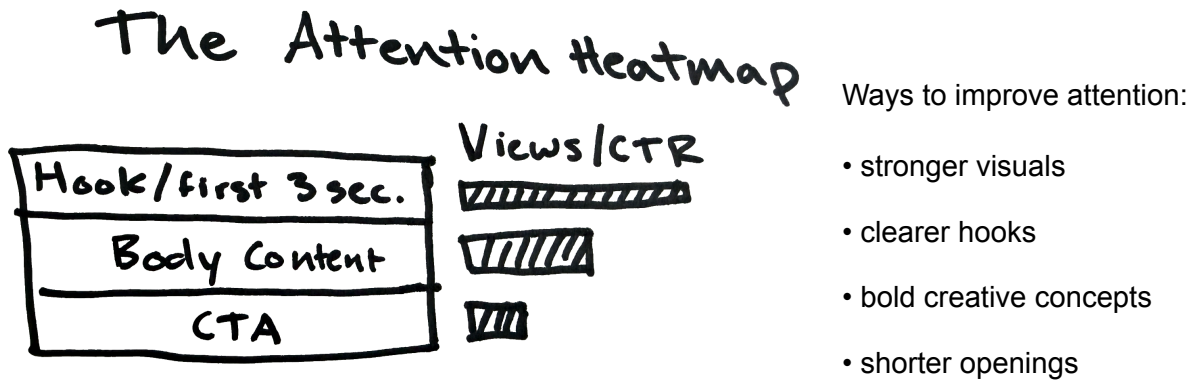 The Attention Heatmap
Views/CTR
Hook/first 3 sec.
Body Content
CTA
Ways to improve attention:
• stronger visuals
• clearer hooks
• bold creative concepts
• shorter openings